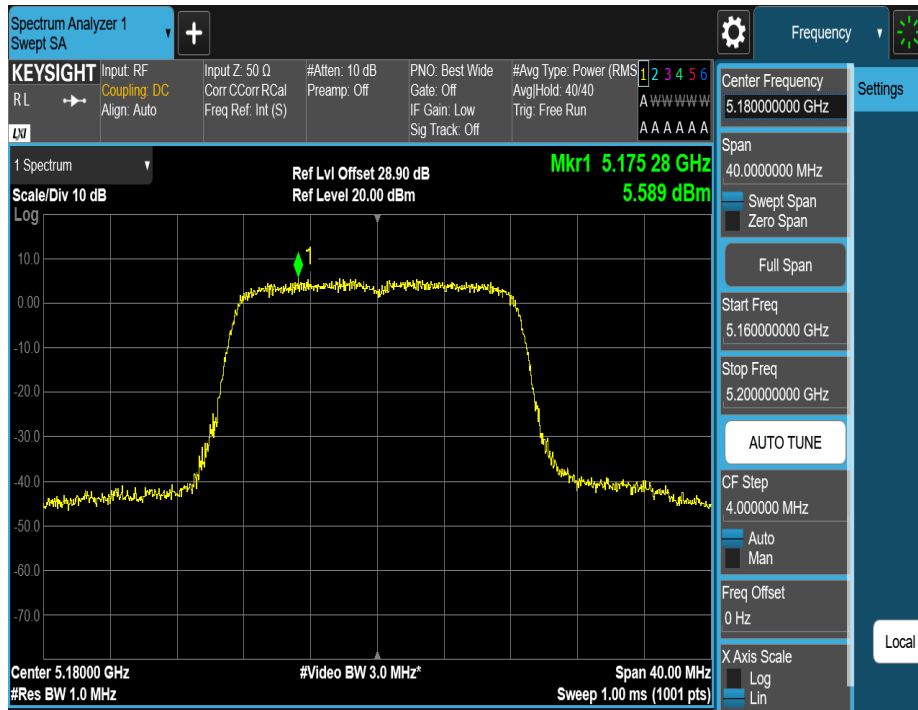 Spectrum Analyzer 1
Swept SA
+
Frequency
KEYSIGHT
RL
LXI
Input: RF
Coupling: DC
Align: Auto
Input Z: 50 Ω
Corr CCorr RCal
Freq Ref: Int (S)
#Atten: 10 dB
Preamp: Off
PNO: Best Wide
Gate: Off
IF Gain: Low
Sig Track: Off
#Avg Type: Power (RMS
Avg|Hold: 40/40
Trig: Free Run
1 2 3 4 5 6
A W W W W W
A A A A A A
1 Spectrum
Scale/Div 10 dB
Log
Ref Lvl Offset 28.90 dB
Ref Level 20.00 dBm
Mkr1 5.175 28 GHz
5.589 dBm
1
10.0
0.00
-10.0
-20.0
-30.0
-40.0
-50.0
-60.0
-70.0
Center 5.18000 GHz
#Res BW 1.0 MHz
#Video BW 3.0 MHz*
Span 40.00 MHz
Sweep 1.00 ms (1001 pts)
Center Frequency
5.180000000 GHz
Span
40.0000000 MHz
Swept Span
Zero Span
Full Span
Start Freq
5.160000000 GHz
Stop Freq
5.200000000 GHz
AUTO TUNE
CF Step
4.000000 MHz
Auto
Man
Freq Offset
0 Hz
X Axis Scale
Log
Lin
Settings
Local